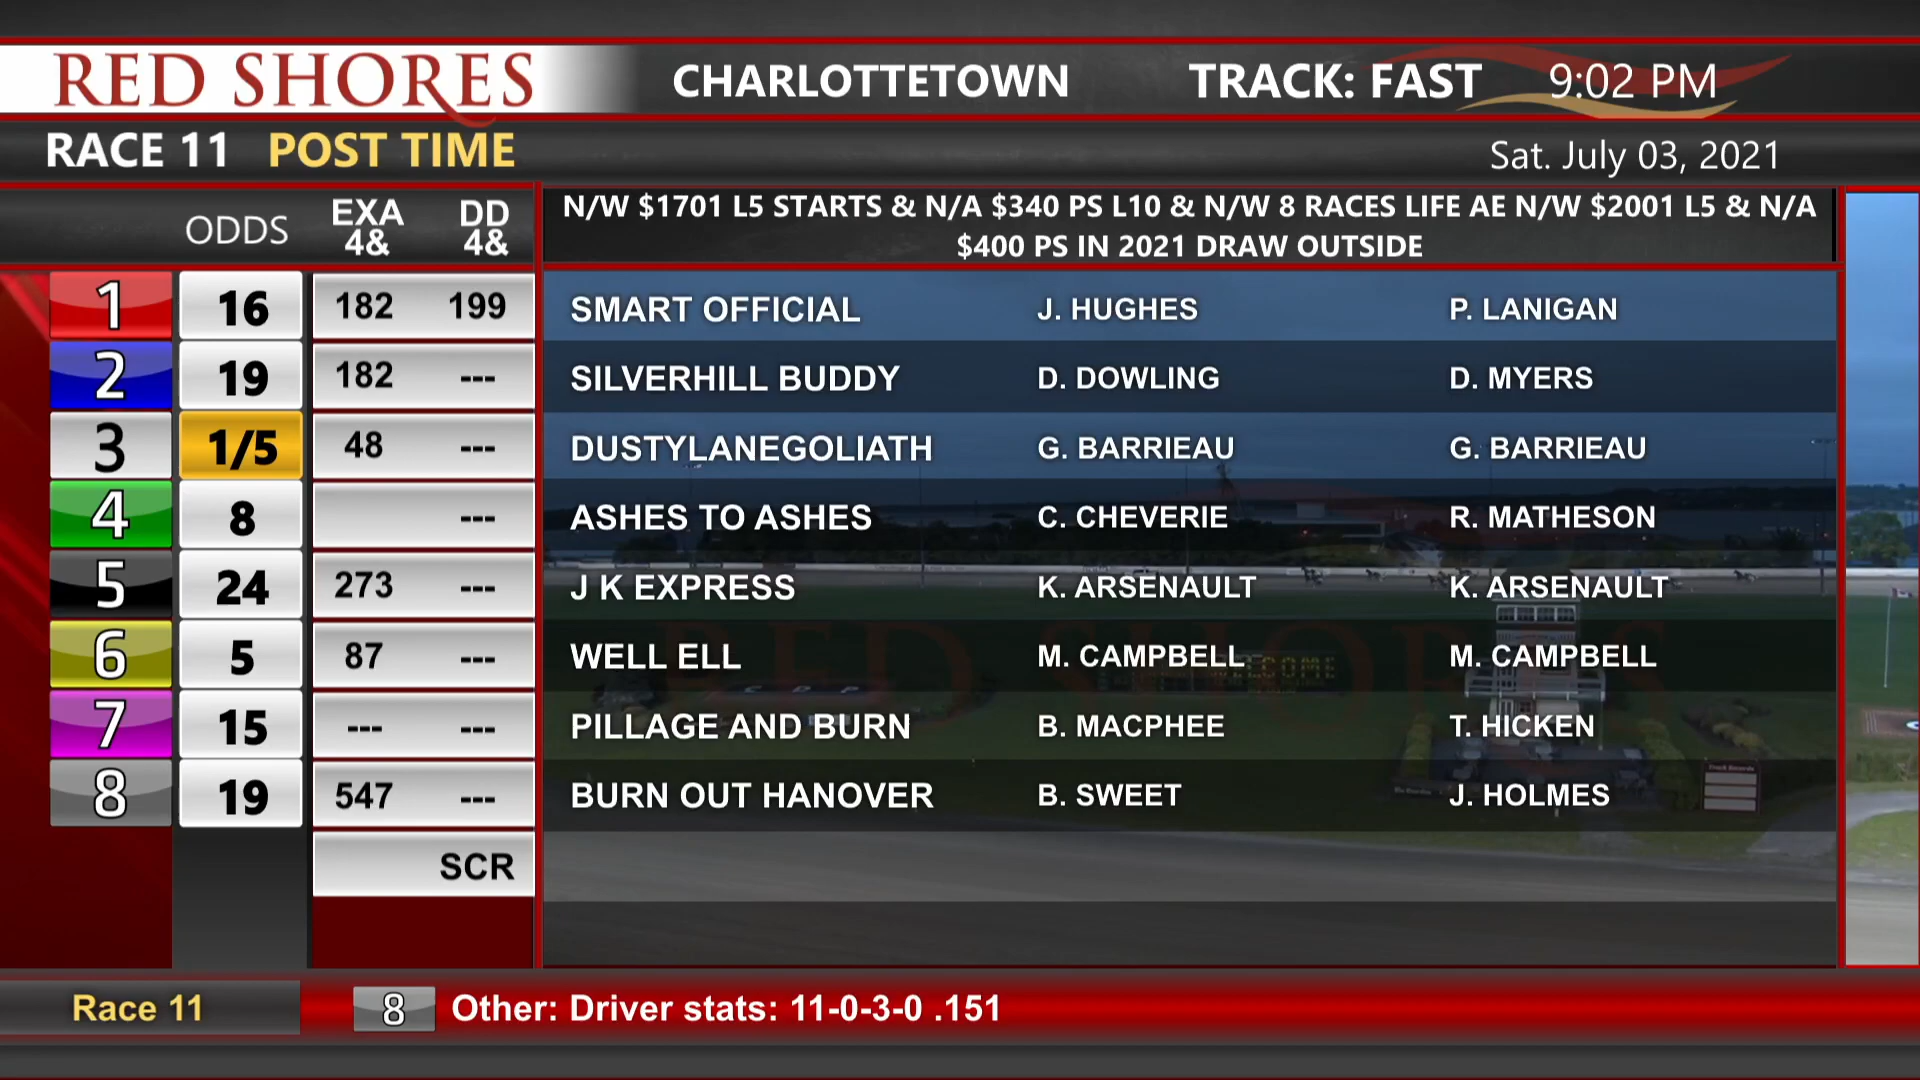 RED SHORES CHARLOTTETOWN TRACK: FAST 9:02 PM
RACE 11 POST TIME Sat. July 03, 2021
ODDS EXA 4& DD 4&
N/W $1701 L5 STARTS & N/A $340 PS L10 & N/W 8 RACES LIFE AE N/W $2001 L5 & N/A
$400 PS IN 2021 DRAW OUTSIDE
1 16 182 199 SMART OFFICIAL J. HUGHES P. LANIGAN
2 19 182 --- SILVERHILL BUDDY D. DOWLING D. MYERS
3 1/5 48 --- DUSTYLANEGOLIATH G. BARRIEAU G. BARRIEAU
4 8 --- ASHES TO ASHES C. CHEVERIE R. MATHESON
5 24 273 --- J K EXPRESS K. ARSENAULT K. ARSENAULT
6 5 87 --- WELL ELL M. CAMPBELL M. CAMPBELL
7 15 --- --- PILLAGE AND BURN B. MACPHEE T. HICKEN
8 19 547 --- BURN OUT HANOVER B. SWEET J. HOLMES
SCR
RED SHORES
WELCOME
Race 11 8 Other: Driver stats: 11-0-3-0 .151